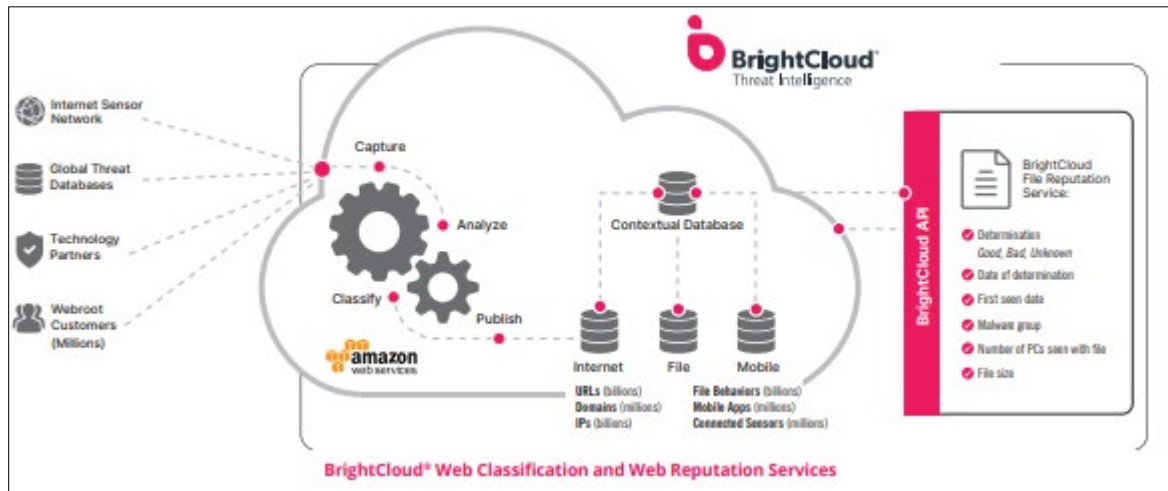 BrightCloud®
Threat Intelligence
Internet Sensor
Network
Global Threat
Databases
Technology
Partners
Webroot
Customers
(Millions)
Capture
Analyze
Classify
Publish
amazon
web services
Contextual Database
Internet
File
Mobile
URLs (billions)
Domains (millions)
IPs (billions)
File Behaviors (billions)
Mobile Apps (millions)
Connected Sensors (millions)
BrightCloud API
BrightCloud
File Reputation
Service:
Determination
Good, Bad, Unknown
Date of determination
First seen date
Malware group
Number of PCs seen with file
File size
BrightCloud® Web Classification and Web Reputation Services